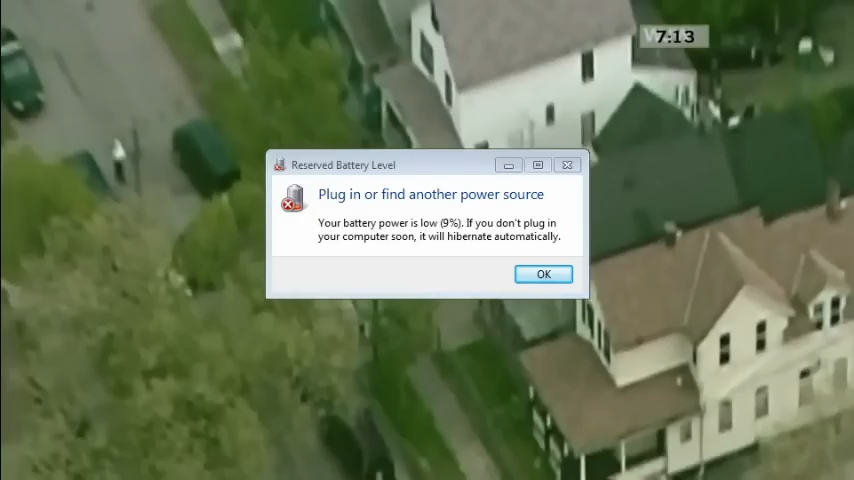 7:13
Reserved Battery Level
Plug in or find another power source
Your battery power is low (9%). If you don't plug in
your computer soon, it will hibernate automatically.
OK